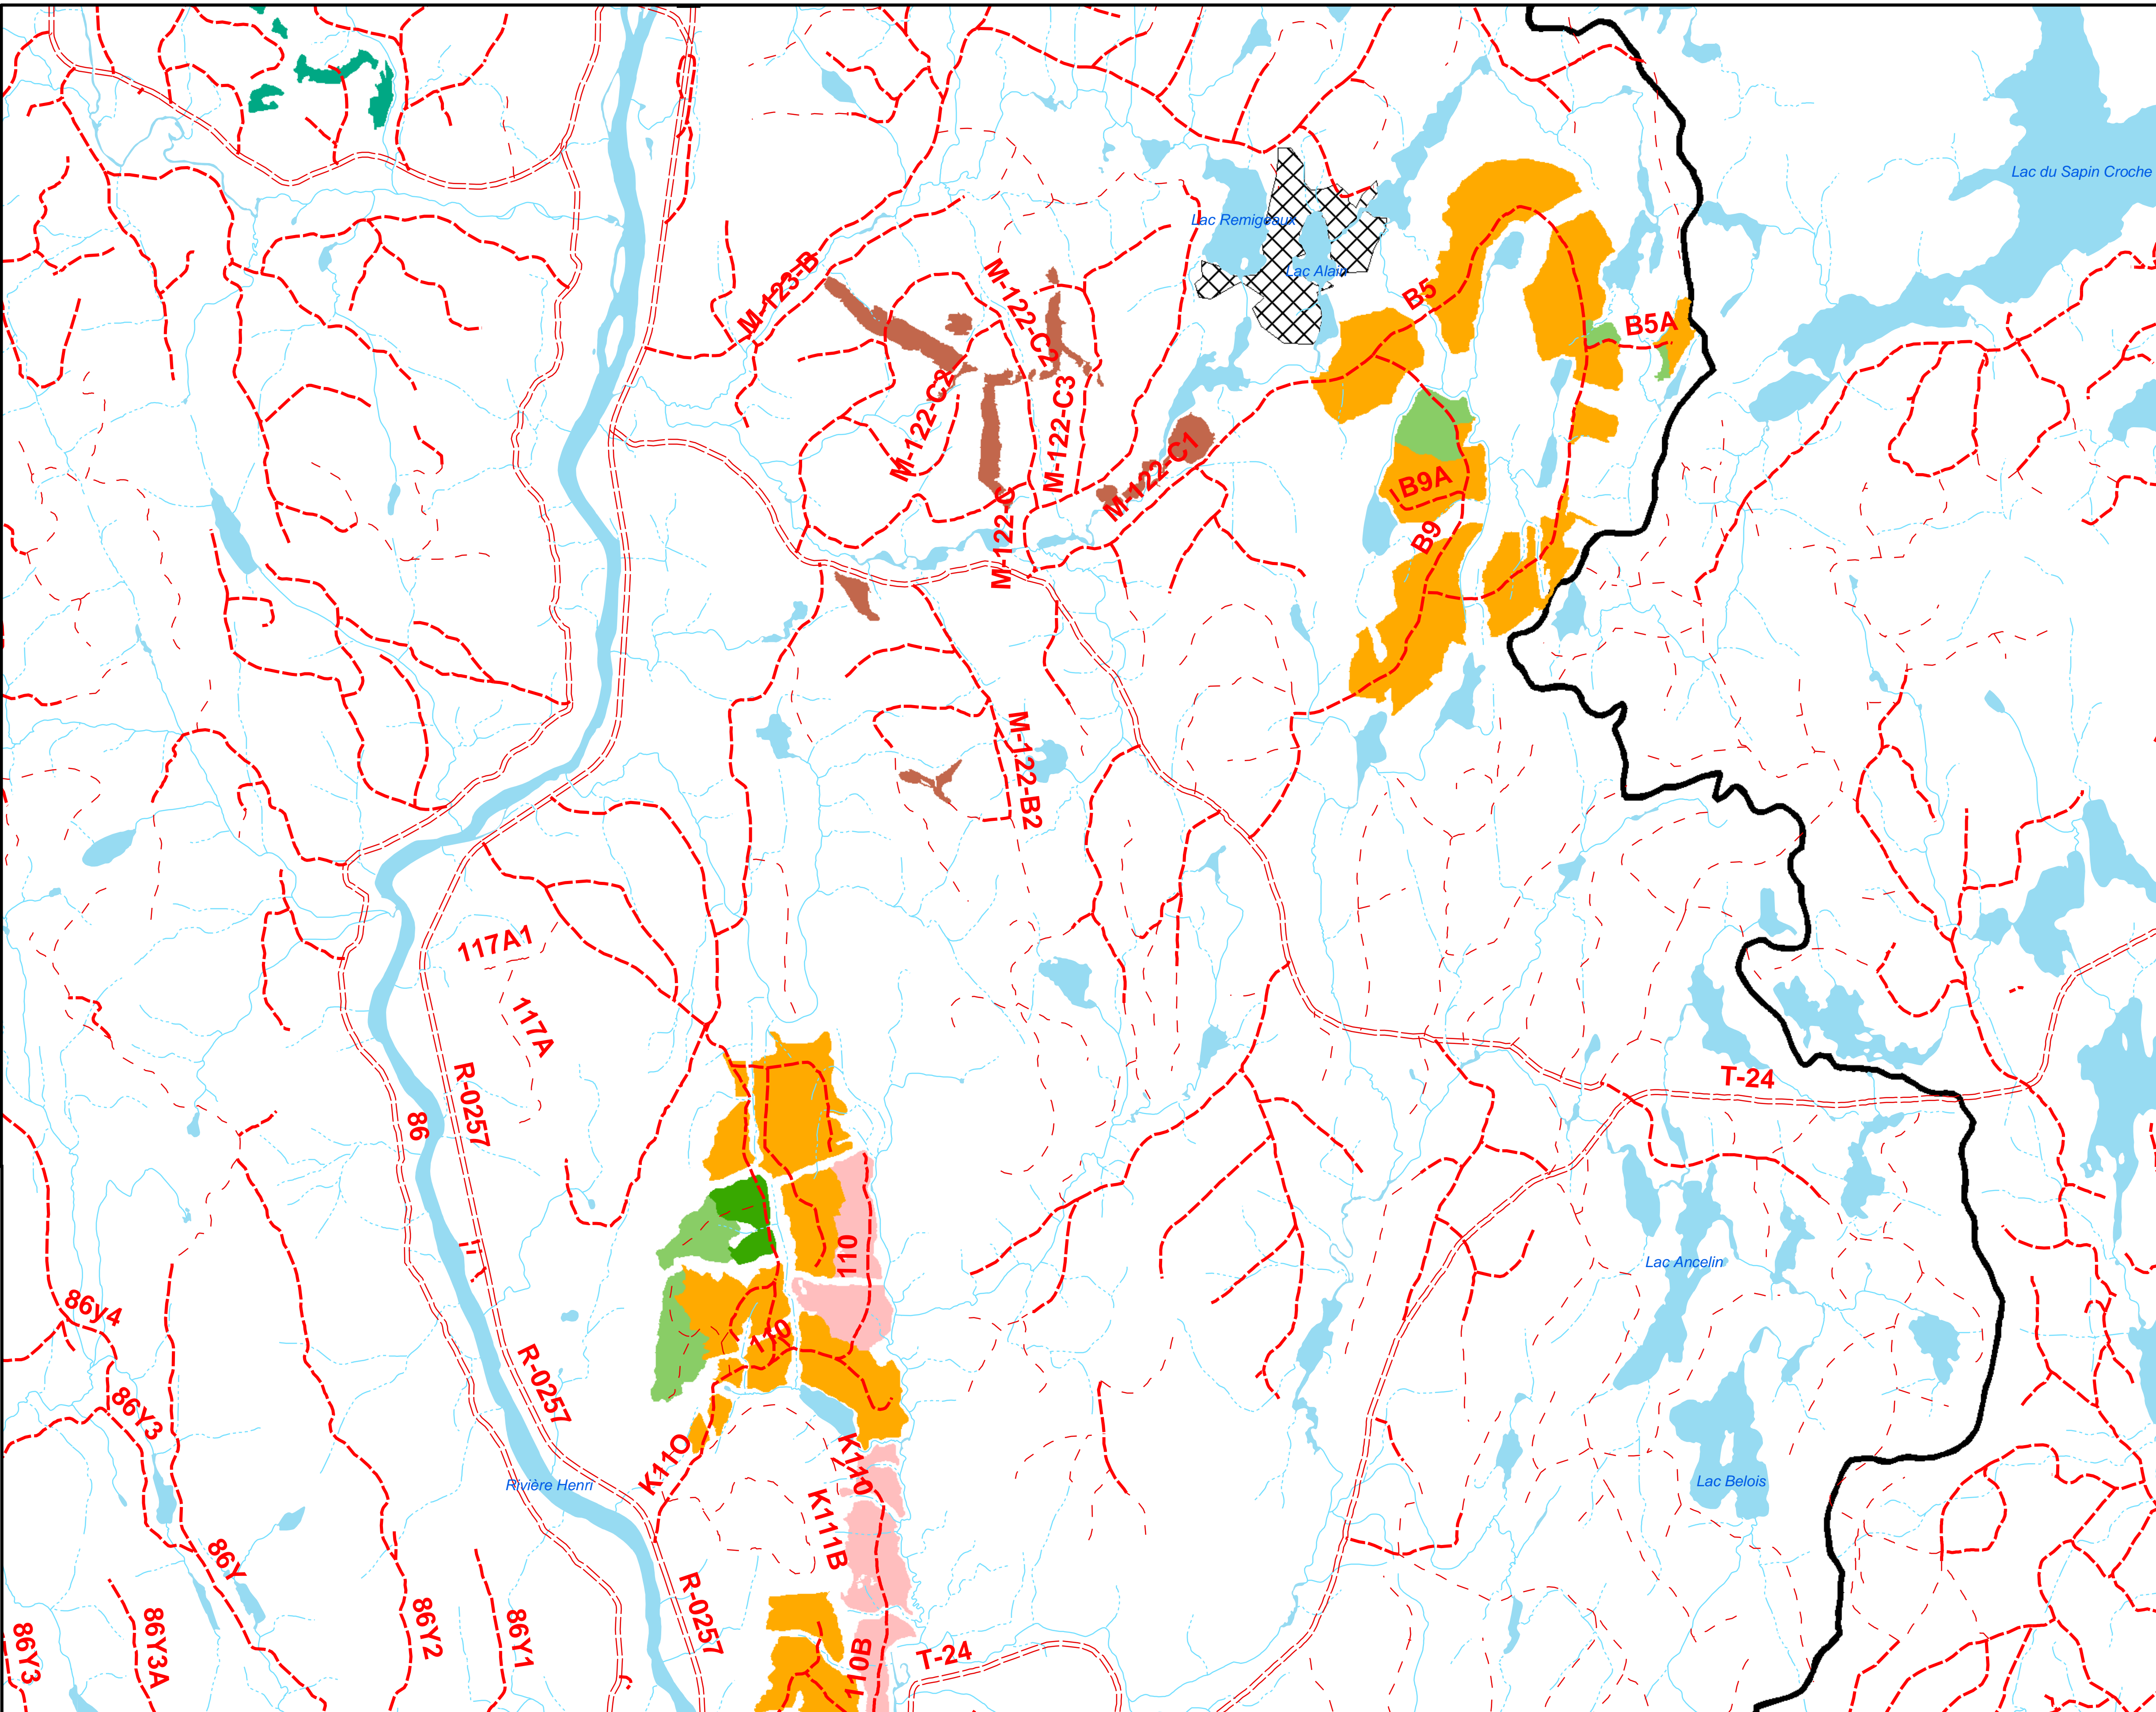 Lac du Sapin Croche
Lac Remigeaux
M-123-B
M-122-C2
Lac Alain
B5
B5A
M-122-C2
M-122-C3
M-122-C1
B9A
M-122-C
B9
M-122-B2
117A1
117A
R-0257
86
T-24
110
Lac Ancelin
86y4
110
R-0257
86Y3
K11O
K110
Rivière Henri
Lac Belois
K111B
86Y
R-0257
86Y3
86Y3A
86Y2
86Y1
110B
T-24